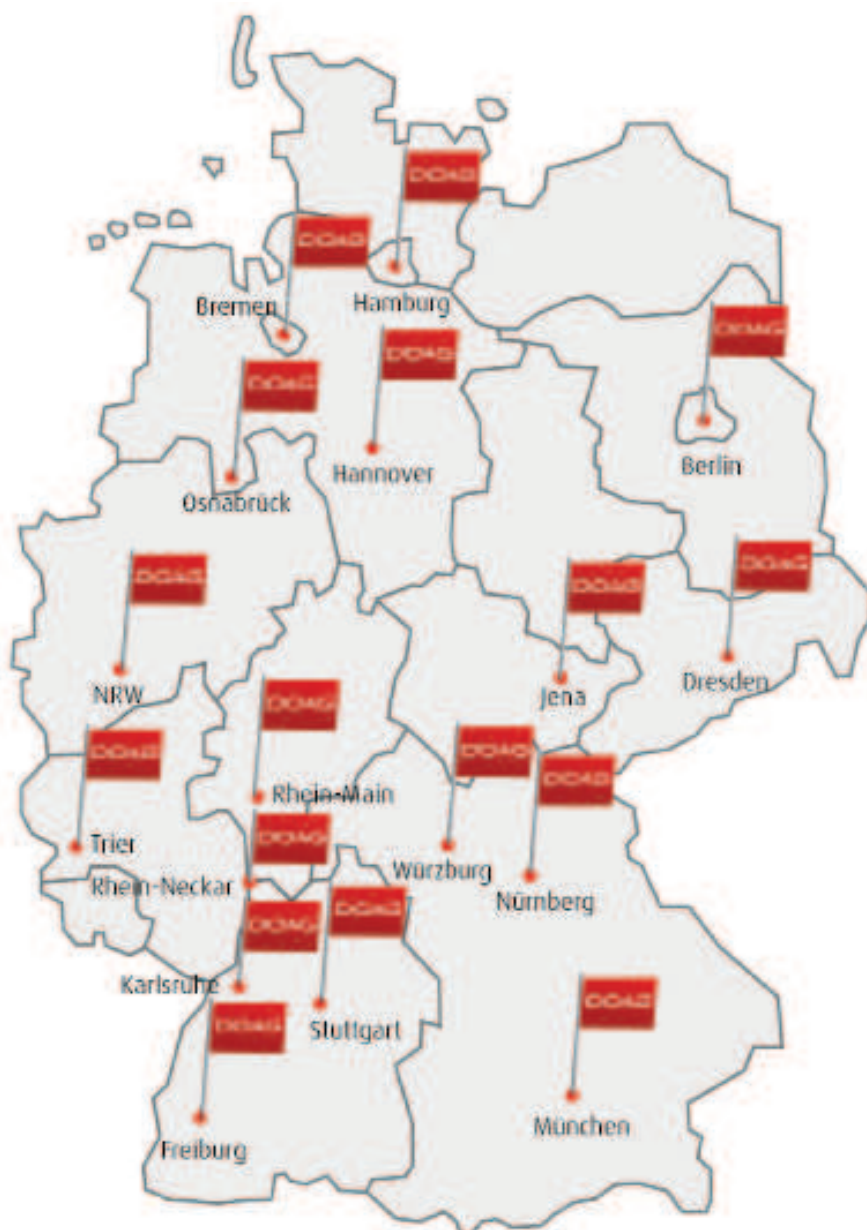 DOAG
DOAG
Bremen
Hamburg
DOAG
DOAG
DOAG
Berlin
Hannover
Osnabrück
DOAG
DOAG
DOAG
NRW
Jena
Dresden
DOAG
DOAG
DOAG
DOAG
Rhein-Main
Trier
DOAG
Würzburg
Rhein-Neckar
Nürnberg
DOAG
DOAG
Karlsruhe
Stuttgart
DOAG
DOAG
München
Freiburg